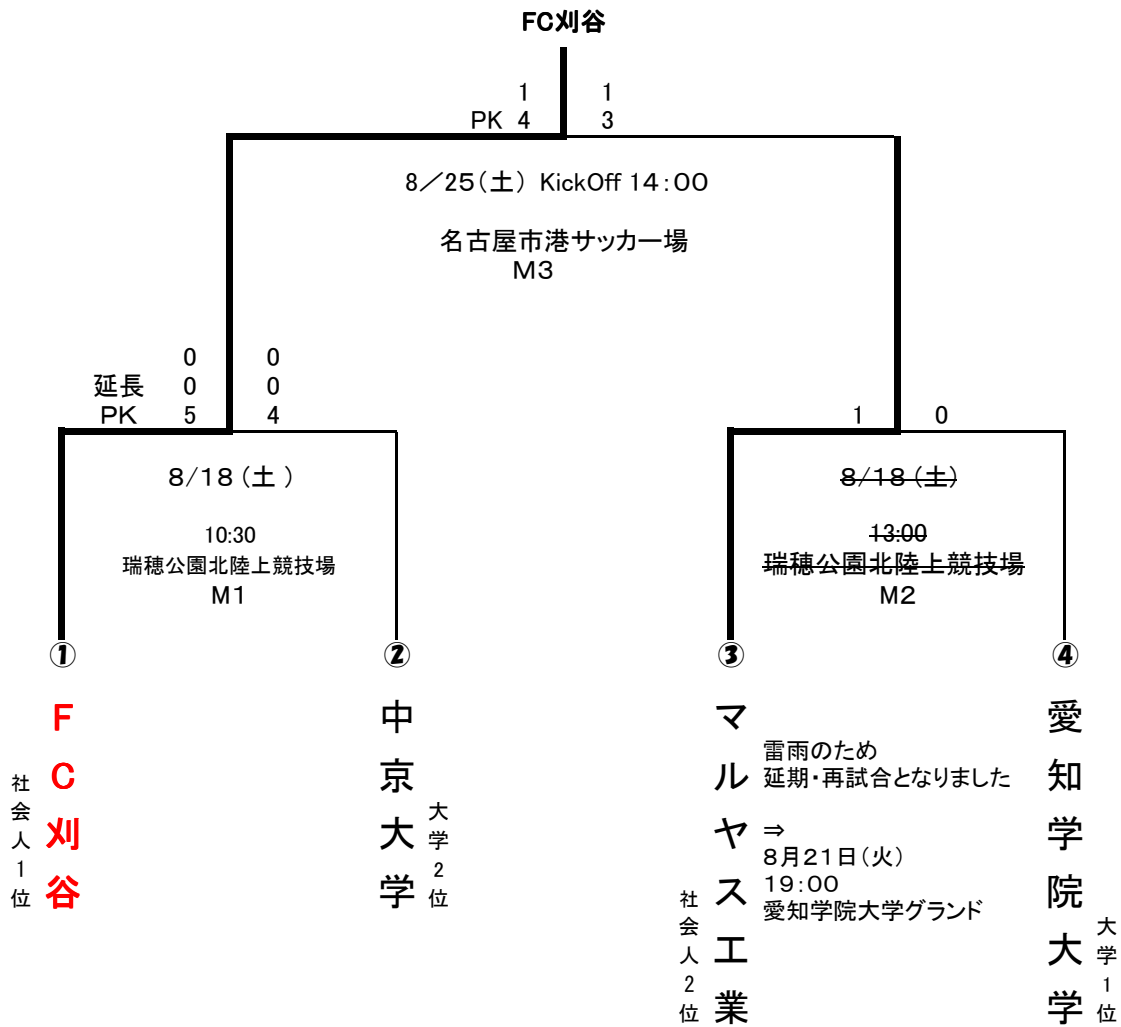 FC刈谷
1 1
PK 4 3
8／25（土） KickOff 14：00
名古屋市港サッカー場
M3
0 0
延長 0 0
PK 5 4
1 0
8/18（土 ）
10:30
瑞穂公園北陸上競技場
M1
8/18（土）
13:00
瑞穂公園北陸上競技場
M2
①
②
③
④
FC刈谷
社会人1位
中京大学
大学2位
マルヤス工業
社会人2位
雷雨のため
延期・再試合となりました
⇒
8月21日（火）
19：00
愛知学院大学グランド
愛知学院大学
大学1位